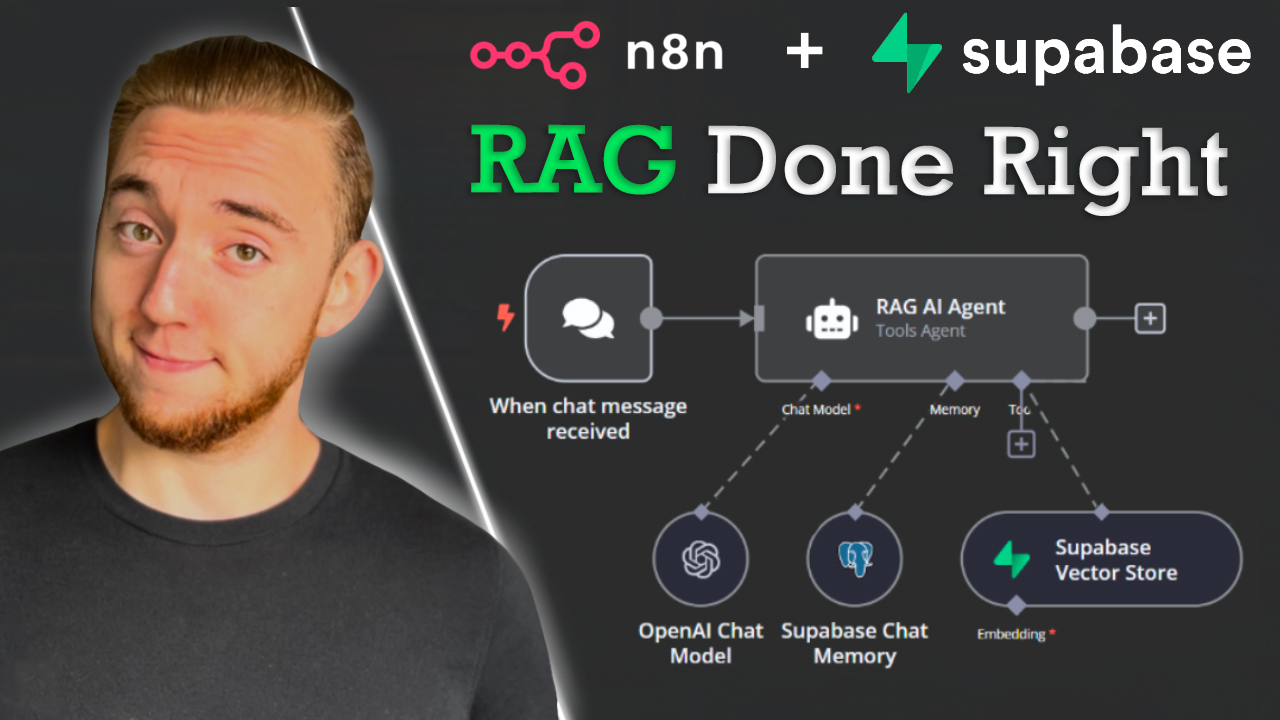 n8n + supabase
RAG Done Right
RAG AI Agent
Tools Agent
When chat message
received
Chat Model *
Memory
OpenAI Chat
Model
Supabase Chat
Memory
Supabase
Vector Store
Embedding *